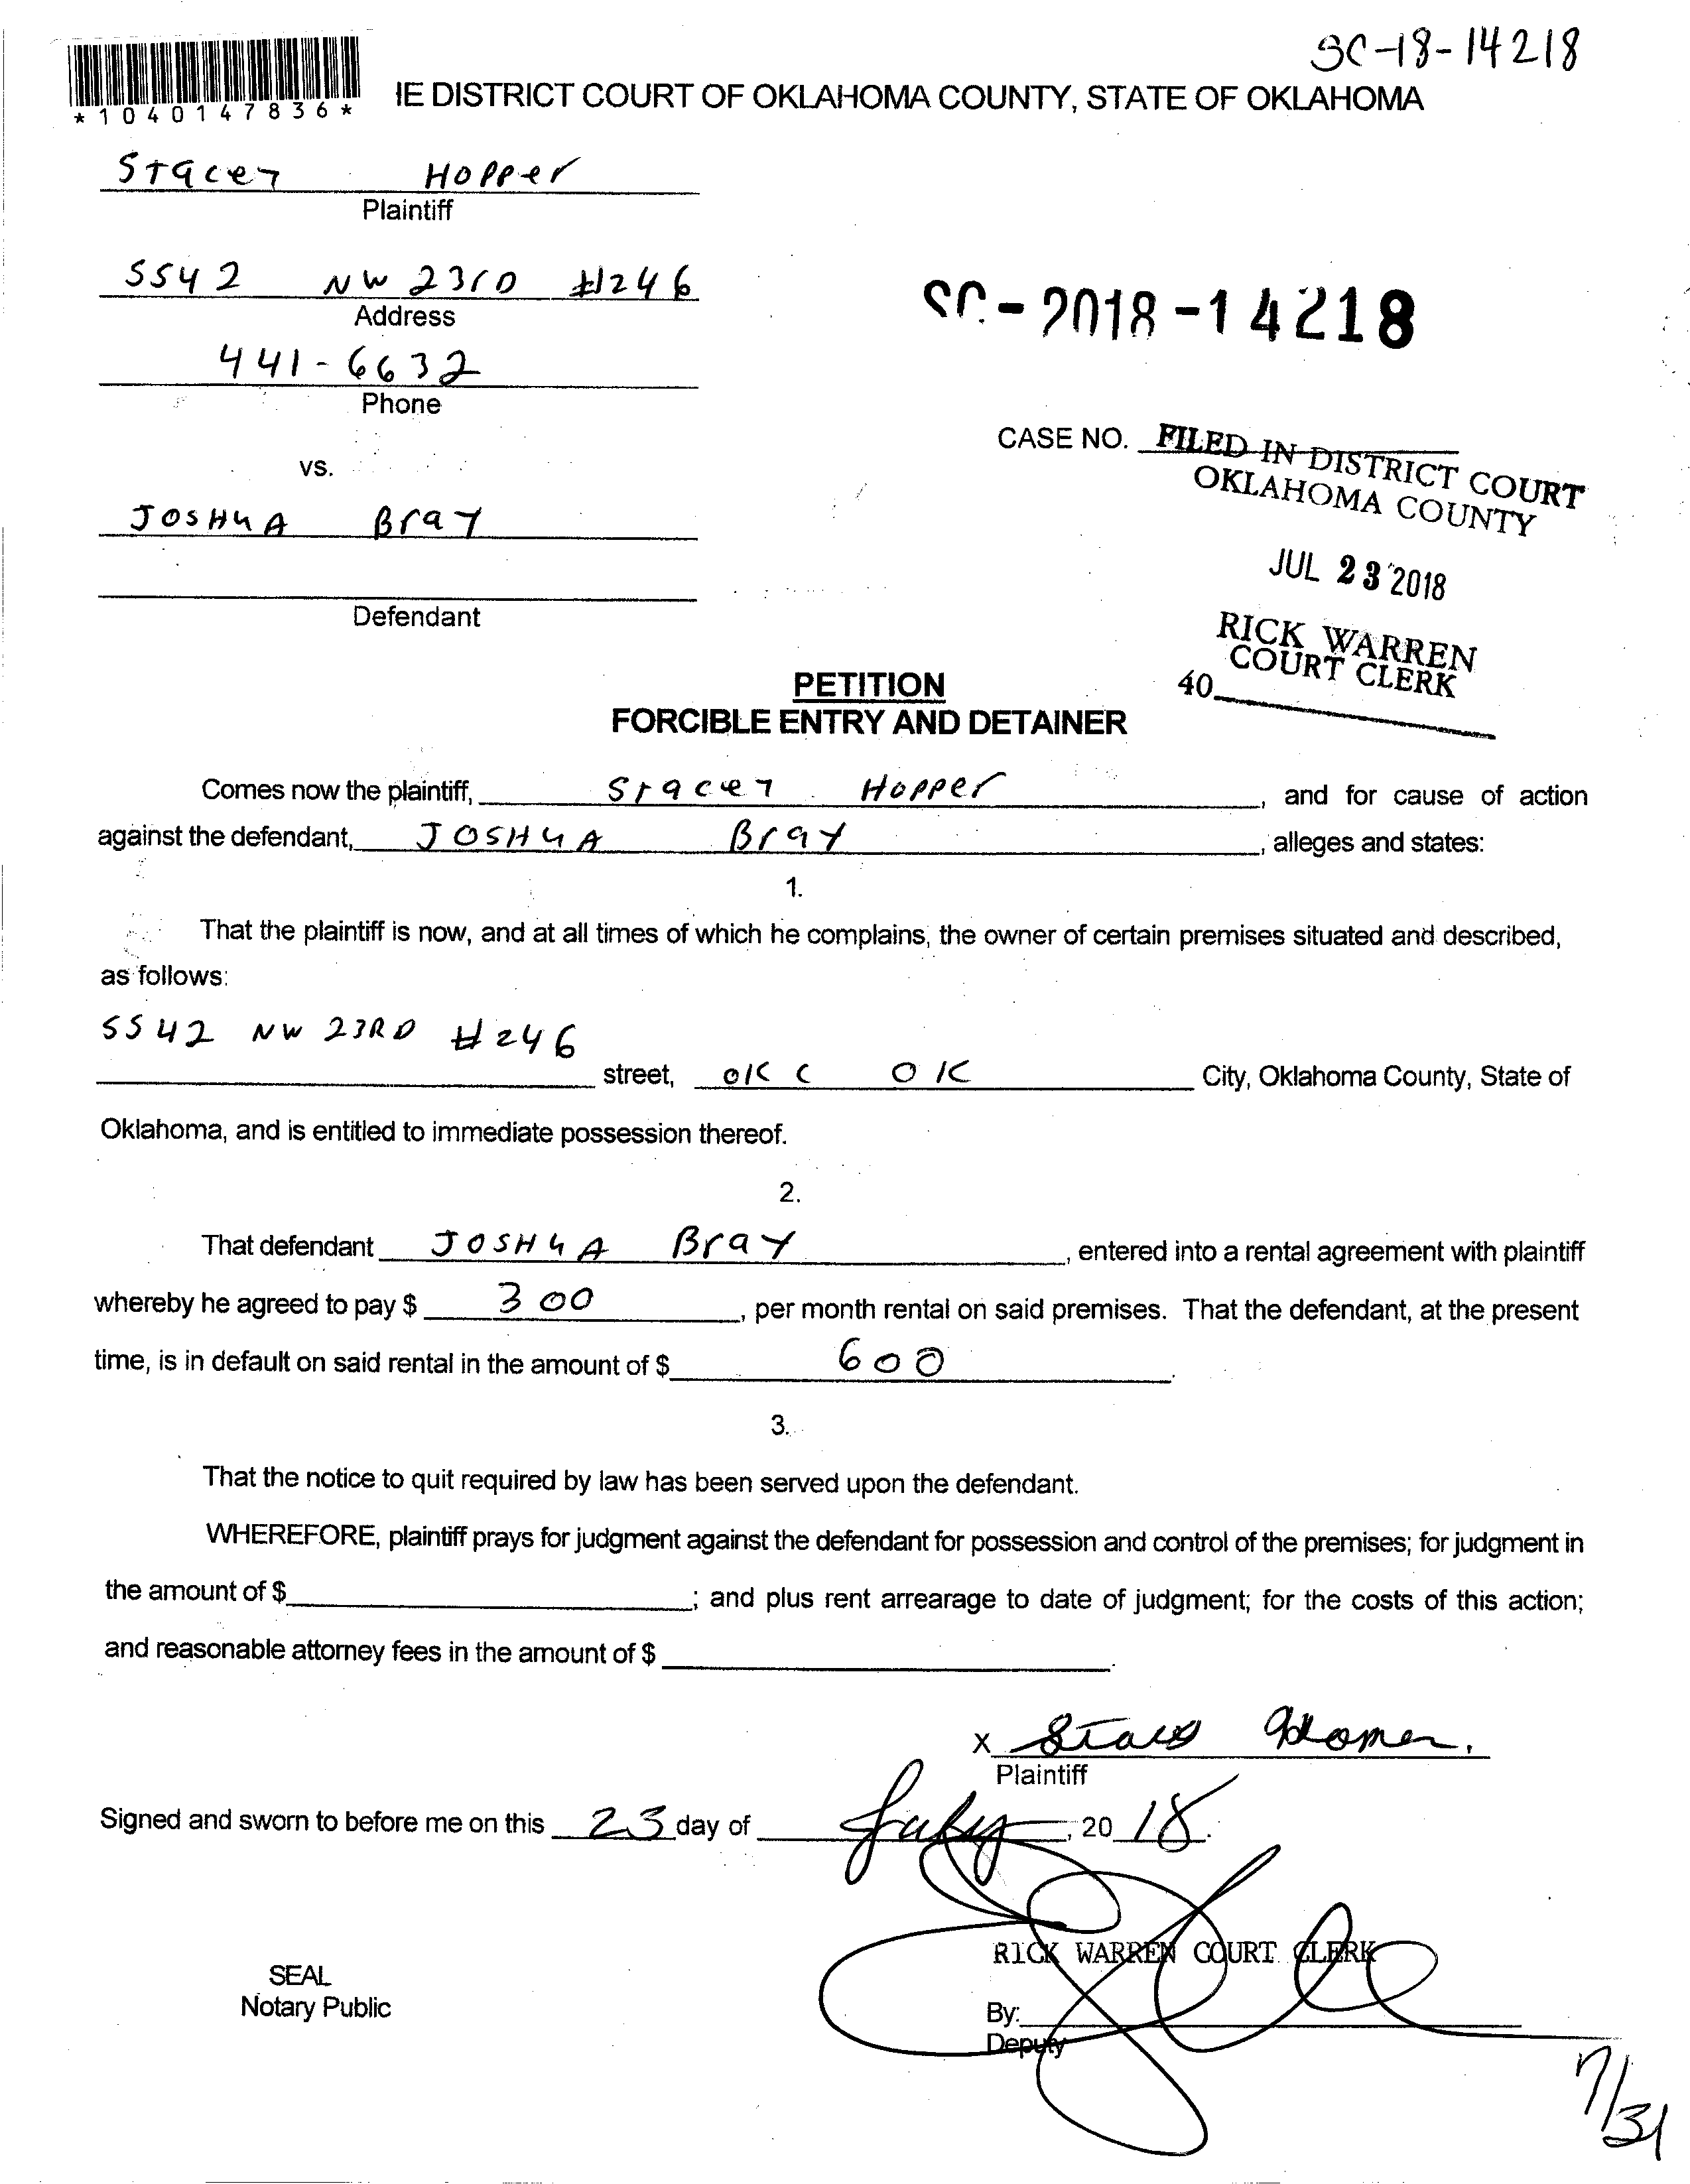 SC-18-14218
*1040147836*
IE DISTRICT COURT OF OKLAHOMA COUNTY, STATE OF OKLAHOMA
Stacey Hopper
Plaintiff
5542 NW 23rD #246
Address
SC-2018-14218
441-6632
Phone
CASE NO.
FILED IN DISTRICT COURT
OKLAHOMA COUNTY
vs.
JOSHuA Bray
JUL 23 2018
Defendant
RICK WARREN
COURT CLERK
40
PETITION
FORCIBLE ENTRY AND DETAINER
Comes now the plaintiff, Stacey Hopper, and for cause of action
against the defendant, JOSHuA Bray, alleges and states:
1.
That the plaintiff is now, and at all times of which he complains, the owner of certain premises situated and described,
as follows:
5542 NW 23RD #246
street, OKC OK City, Oklahoma County, State of
Oklahoma, and is entitled to immediate possession thereof.
2.
That defendant JOSHuA Bray, entered into a rental agreement with plaintiff
whereby he agreed to pay $ 300, per month rental on said premises. That the defendant, at the present
time, is in default on said rental in the amount of $ 600.
3.
That the notice to quit required by law has been served upon the defendant.
WHEREFORE, plaintiff prays for judgment against the defendant for possession and control of the premises; for judgment in
the amount of $ ; and plus rent arrearage to date of judgment; for the costs of this action;
and reasonable attorney fees in the amount of $ .
X
Plaintiff
Signed and sworn to before me on this 23 day of July, 2018.
RICK WARREN COURT CLERK
SEAL
Notary Public
By:
Deputy
7/31